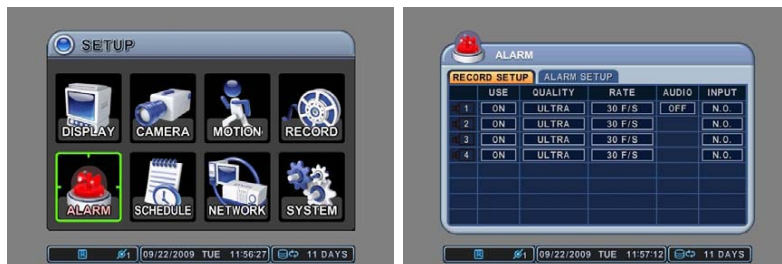 SETUP
DISPLAY CAMERA MOTION RECORD
ALARM SCHEDULE NETWORK SYSTEM
1 09/22/2009 TUE 11:56:27 11 DAYS
ALARM
RECORD SETUP ALARM SETUP
USE QUALITY RATE AUDIO INPUT
1 ON ULTRA 30 F/S OFF N.O.
2 ON ULTRA 30 F/S N.O.
3 ON ULTRA 30 F/S N.O.
4 ON ULTRA 30 F/S N.O.
1 09/22/2009 TUE 11:57:12 11 DAYS